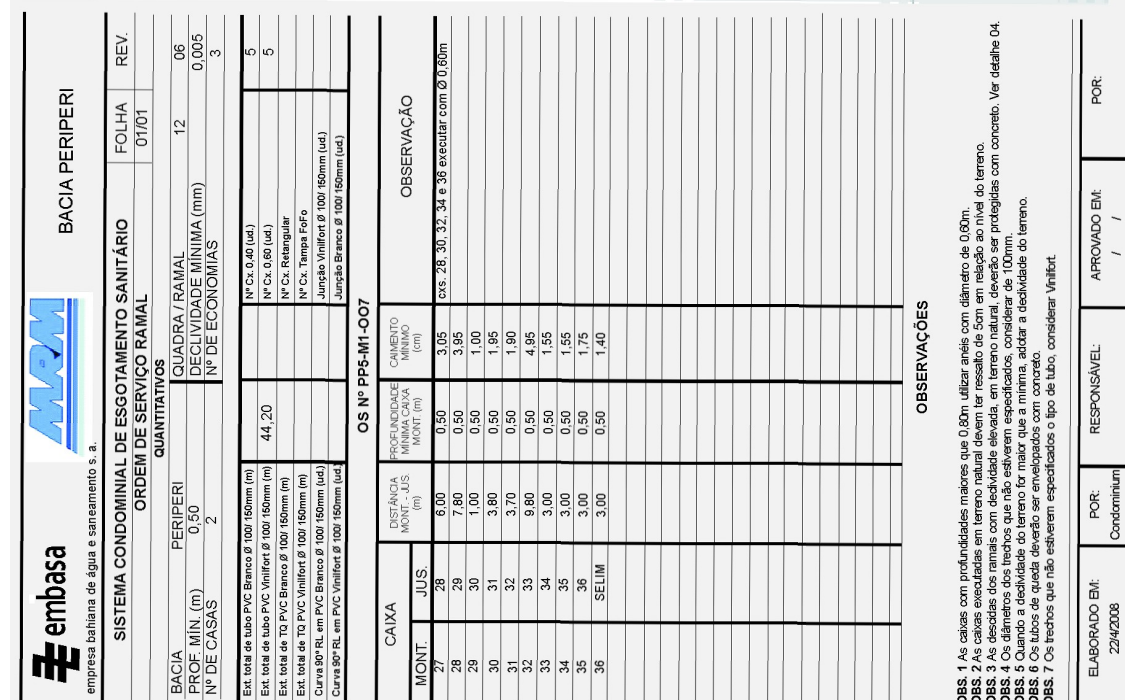 embasa
MRM
BACIA PERIPERI
empresa bahiana de água e saneamento s. a.
SISTEMA CONDOMINIAL DE ESGOTAMENTO SANITÁRIO FOLHA REV.
ORDEM DE SERVIÇO RAMAL 01/01
QUANTITATIVOS
BACIA PERIPERI QUADRA / RAMAL 12 06
PROF. MÍN. (m) 0,50 DECLIVIDADE MÍNIMA (mm) 0,005
Nº DE CASAS 2 Nº DE ECONOMIAS 3
Ext. total de tubo PVC Branco Ø 100/ 150mm (m) Nº Cx. 0,40 (ud.) 5
Ext. total de tubo PVC Vinilfort Ø 100/ 150mm (m) 44,20 Nº Cx. 0,60 (ud.) 5
Ext. total de TQ PVC Branco Ø 100/ 150mm (m) Nº Cx. Retangular
Ext. total de TQ PVC Vinilfort Ø 100/ 150mm (m) Nº Cx. Tampa FoFo
Curva 90º RL em PVC Branco Ø 100/ 150mm (ud.) Junção Vinilfort Ø 100/ 150mm (ud.)
Curva 90º RL em PVC Vinilfort Ø 100/ 150mm (ud.) Junção Branco Ø 100/ 150mm (ud.)
OS Nº PP5-M1-OO7
CAIXA DISTÂNCIA MONT. - JUS. (m) PROFUNDIDADE MÍNIMA CAIXA MONT. (m) CAIMENTO MÍNIMO (cm) OBSERVAÇÃO
MONT. JUS.
27 28 6,00 0,50 3,05 cxs. 28, 30, 32, 34 e 36 executar com Ø 0,60m
28 29 7,80 0,50 3,95
29 30 1,00 0,50 1,00
30 31 3,80 0,50 1,95
31 32 3,70 0,50 1,90
32 33 9,80 0,50 4,95
33 34 3,00 0,50 1,55
34 35 3,00 0,50 1,55
35 36 3,00 0,50 1,75
36 SELIM 3,00 0,50 1,40
OBSERVAÇÕES
OBS. 1 As caixas com profundidades maiores que 0,80m utilizar anéis com diâmetro de 0,60m.
OBS. 2 As caixas executadas em terreno natural devem ter ressalto de 5cm em relação ao nível do terreno.
OBS. 3 As descidas dos ramais com declividade elevada, em terreno natural, deverão ser protegidas com concreto. Ver detalhe 04.
OBS. 4 Os diâmetros dos trechos que não estiverem especificados, considerar de 100mm.
OBS. 5 Quando a declividade do terreno for maior que a mínima, adotar a declividade do terreno.
OBS. 6 Os tubos de queda deverão ser envelopados com concreto.
OBS. 7 Os trechos que não estiverem especificados o tipo de tubo, considerar Vinilfort.
ELABORADO EM: POR: RESPONSÁVEL: APROVADO EM: POR:
22/4/2008 Condominium / /